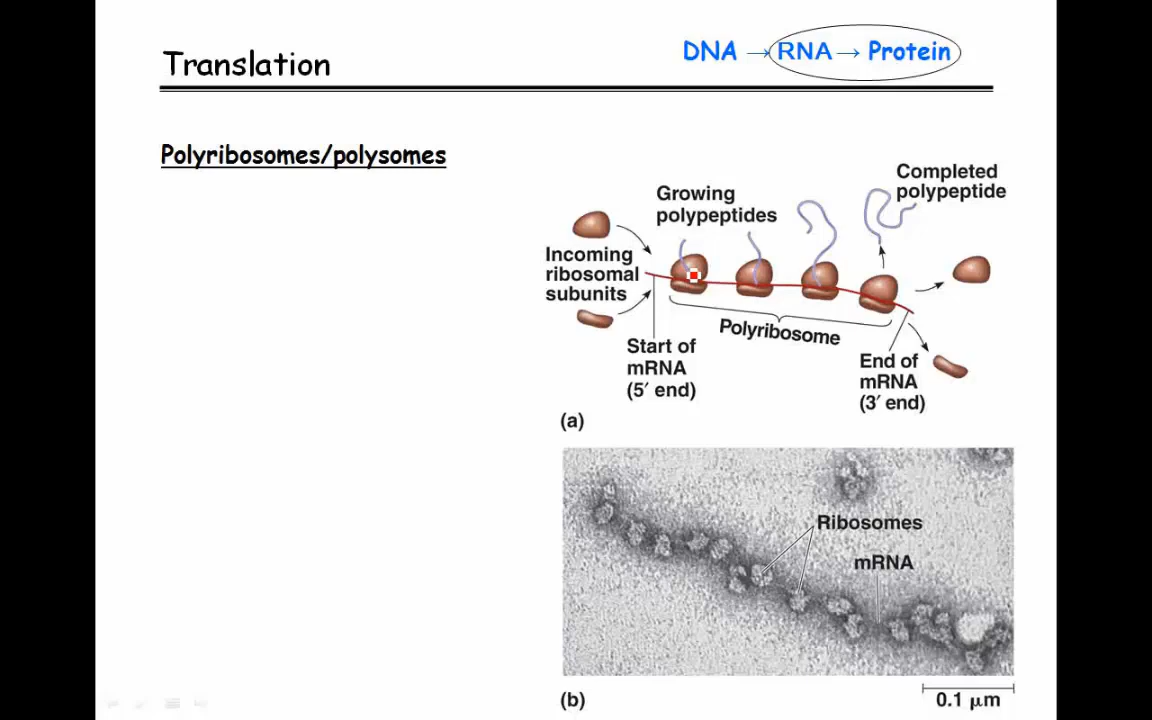 Translation
DNA → RNA → Protein
Polyribosomes/polysomes
Completed
polypeptide
Growing
polypeptides
Incoming
ribosomal
subunits
Polyribosome
Start of
mRNA
(5′ end)
End of
mRNA
(3′ end)
(a)
Ribosomes
mRNA
(b)
0.1 µm